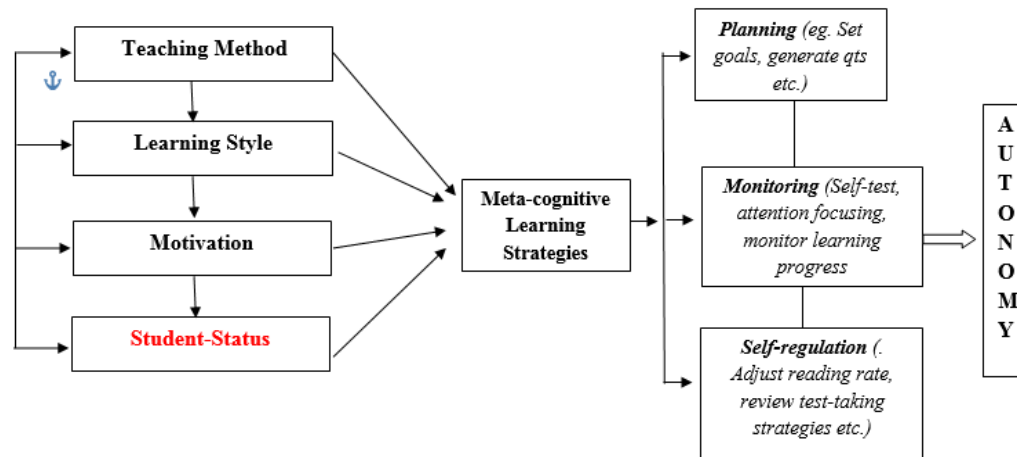 Teaching Method
Learning Style
Motivation
Student-Status
Meta-cognitive
Learning
Strategies
Planning (eg. Set
goals, generate qts
etc.)
Monitoring (Self-test,
attention focusing,
monitor learning
progress
Self-regulation (.
Adjust reading rate,
review test-taking
strategies etc.)
A
U
T
O
N
O
M
Y